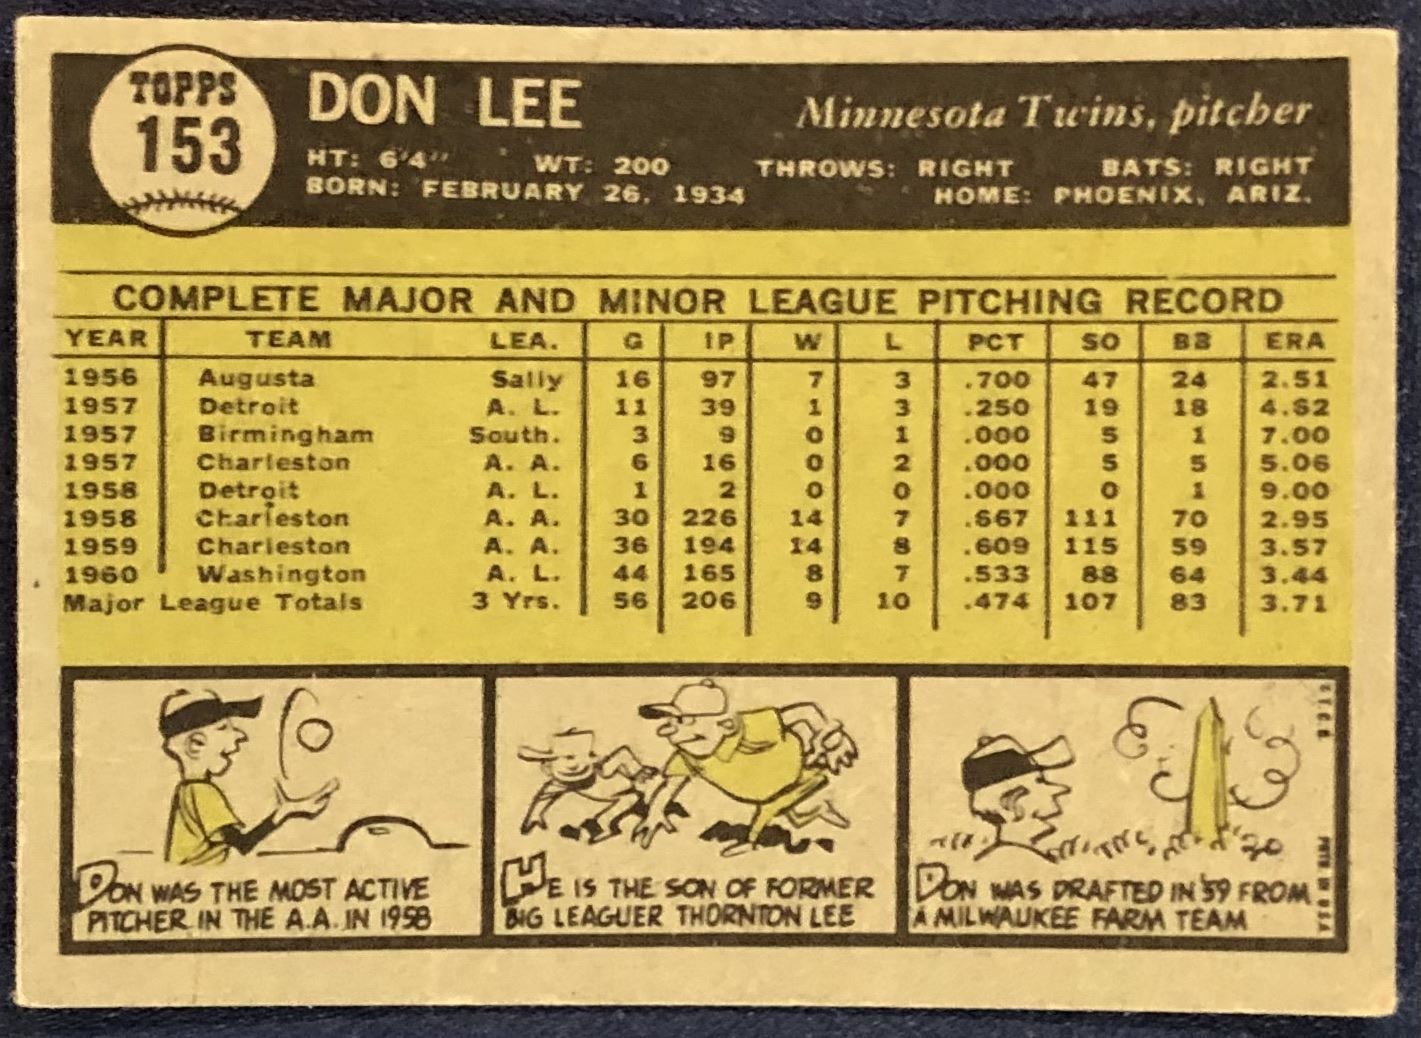 TOPPS
153
DON LEE
Minnesota Twins, pitcher
HT: 6'4" WT: 200 THROWS: RIGHT BATS: RIGHT
BORN: FEBRUARY 26, 1934 HOME: PHOENIX, ARIZ.
COMPLETE MAJOR AND MINOR LEAGUE PITCHING RECORD
YEAR TEAM LEA. G IP W L PCT SO BB ERA
1956 Augusta Sally 16 97 7 3 .700 47 24 2.51
1957 Detroit A. L. 11 39 1 3 .250 19 18 4.62
1957 Birmingham South. 3 9 0 1 .000 5 1 7.00
1957 Charleston A. A. 6 16 0 2 .000 5 5 5.06
1958 Detroit A. L. 1 2 0 0 .000 0 1 9.00
1958 Charleston A. A. 30 226 14 7 .667 111 70 2.95
1959 Charleston A. A. 36 194 14 8 .609 115 59 3.57
1960 Washington A. L. 44 165 8 7 .533 88 64 3.44
Major League Totals 3 Yrs. 56 206 9 10 .474 107 83 3.71
DON WAS THE MOST ACTIVE
PITCHER IN THE A.A. IN 1958
HE IS THE SON OF FORMER
BIG LEAGUER THORNTON LEE
DON WAS DRAFTED IN '59 FROM
A MILWAUKEE FARM TEAM